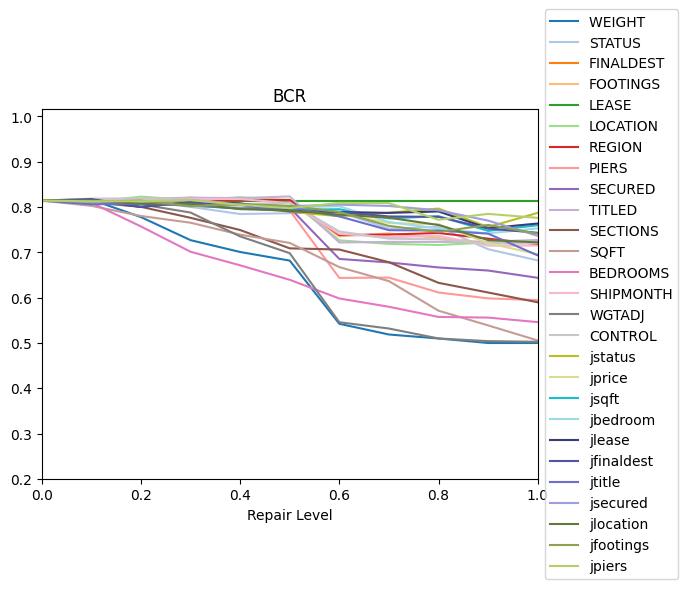 BCR
1.0
0.9
0.8
0.7
0.6
0.5
0.4
0.3
0.2
0.0
0.2
0.4
0.6
0.8
1.0
Repair Level
WEIGHT
STATUS
FINALDEST
FOOTINGS
LEASE
LOCATION
REGION
PIERS
SECURED
TITLED
SECTIONS
SQFT
BEDROOMS
SHIPMONTH
WGTADJ
CONTROL
jstatus
jprice
jsqft
jbedroom
jlease
jfinaldest
jtitle
jsecured
jlocation
jfootings
jpiers